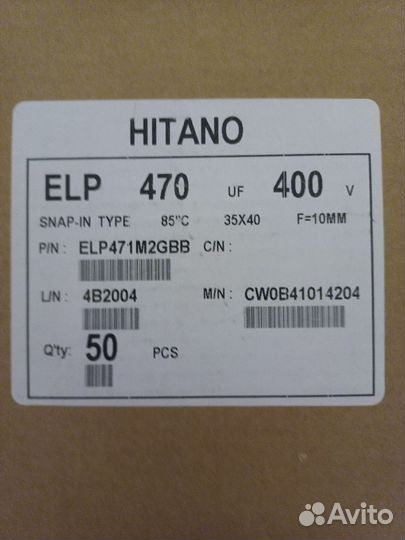 HITANO
ELP 470 UF 400 V
SNAP-IN TYPE 85"C 35X40 F=10MM
P/N : ELP471M2GBB C/N :
L/N : 4B2004 M/N : CW0B41014204
Q'ty: 50 PCS
Avito